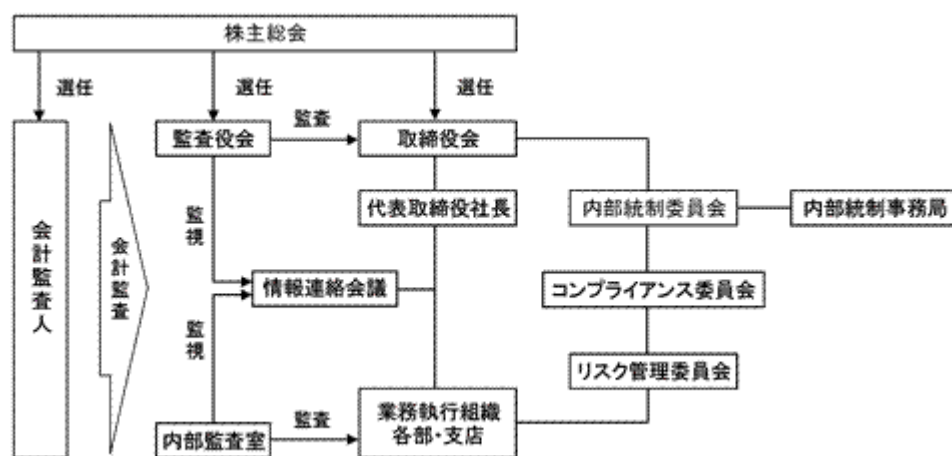 株主総会
選任
選任
選任
監査役会
監査
取締役会
代表取締役社長
内部統制委員会
内部統制事務局
会計監査人
会計監査
監視
情報連絡会議
コンプライアンス委員会
監視
リスク管理委員会
内部監査室
監査
業務執行組織
各部・支店